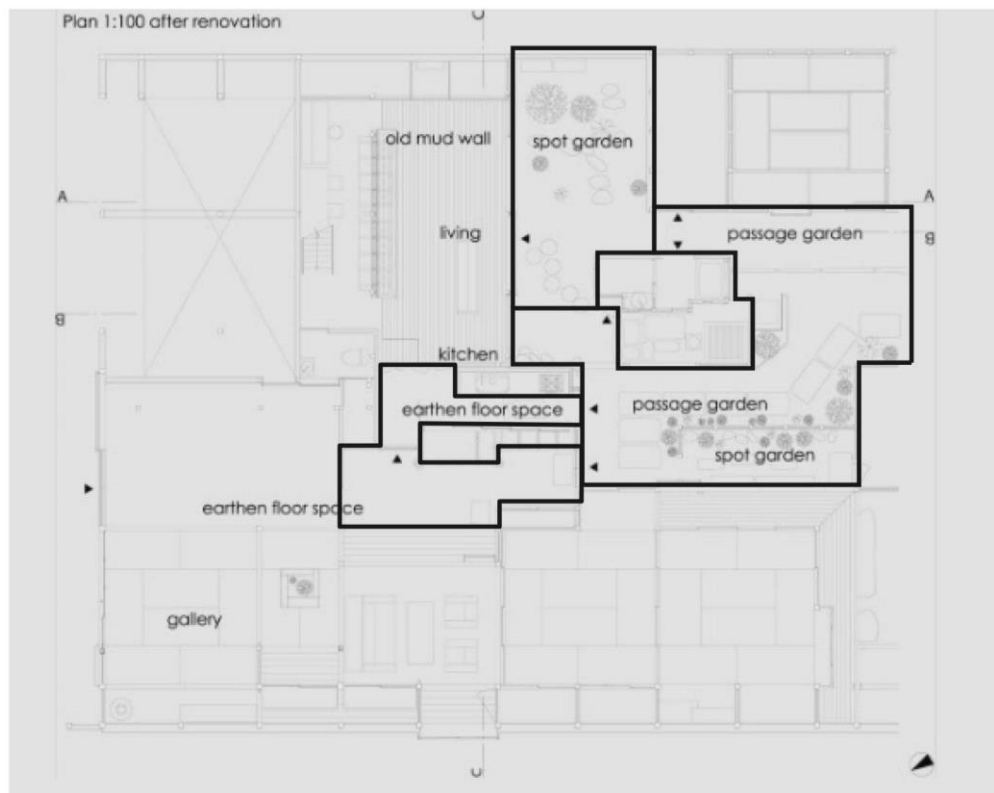 C
Plan 1:100 after renovation
old mud wall
spot garden
A
A
living
passage garden
B
B
kitchen
earthen floor space
passage garden
spot garden
earthen floor space
gallery
C